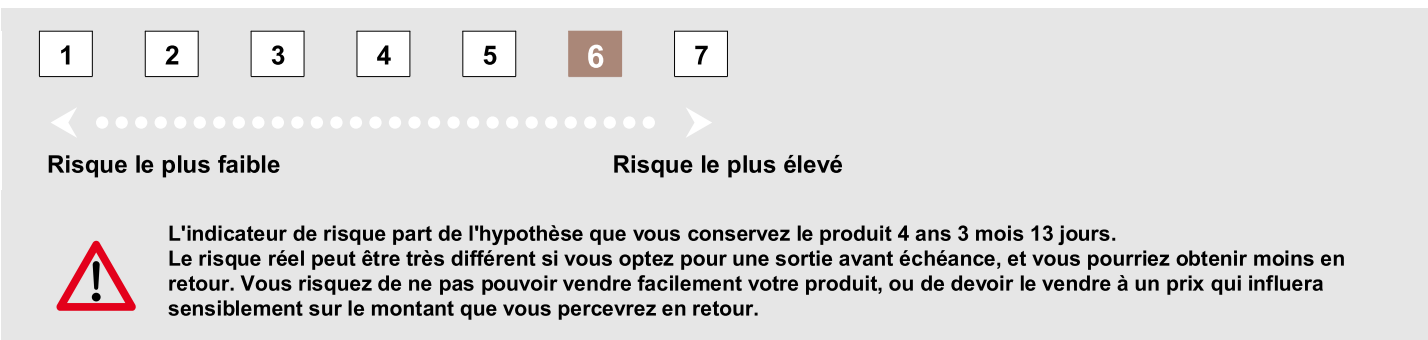 1 2 3 4 5 6 7
Risque le plus faible Risque le plus élevé
L'indicateur de risque part de l'hypothèse que vous conservez le produit 4 ans 3 mois 13 jours.
Le risque réel peut être très différent si vous optez pour une sortie avant échéance, et vous pourriez obtenir moins en
retour. Vous risquez de ne pas pouvoir vendre facilement votre produit, ou de devoir le vendre à un prix qui influera
sensiblement sur le montant que vous percevrez en retour.